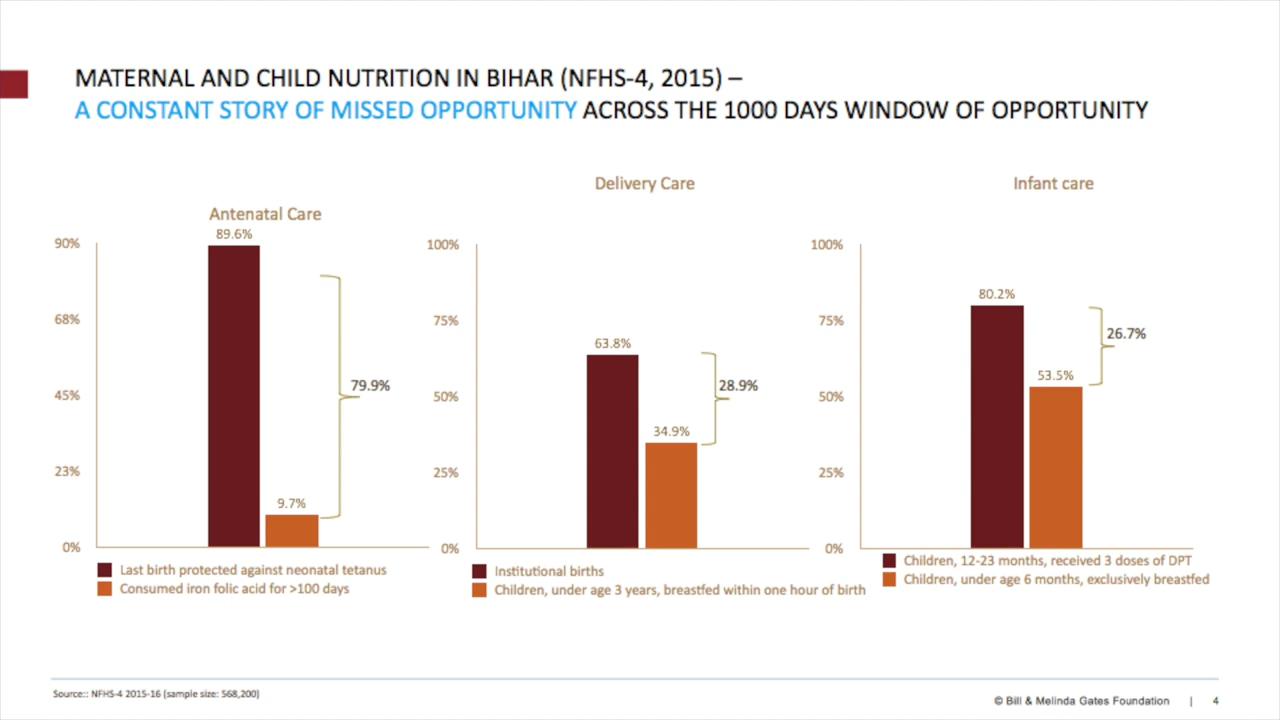 MATERNAL AND CHILD NUTRITION IN BIHAR (NFHS-4, 2015) –
A CONSTANT STORY OF MISSED OPPORTUNITY ACROSS THE 1000 DAYS WINDOW OF OPPORTUNITY
Antenatal Care
90%
68%
45%
23%
0%
89.6%
9.7%
79.9%
Last birth protected against neonatal tetanus
Consumed iron folic acid for >100 days
Delivery Care
100%
75%
50%
25%
0%
63.8%
34.9%
28.9%
Institutional births
Children, under age 3 years, breastfed within one hour of birth
Infant care
100%
75%
50%
25%
0%
80.2%
53.5%
26.7%
Children, 12-23 months, received 3 doses of DPT
Children, under age 6 months, exclusively breastfed
Source:: NFHS-4 2015-16 (sample size: 568,200)
© Bill & Melinda Gates Foundation | 4